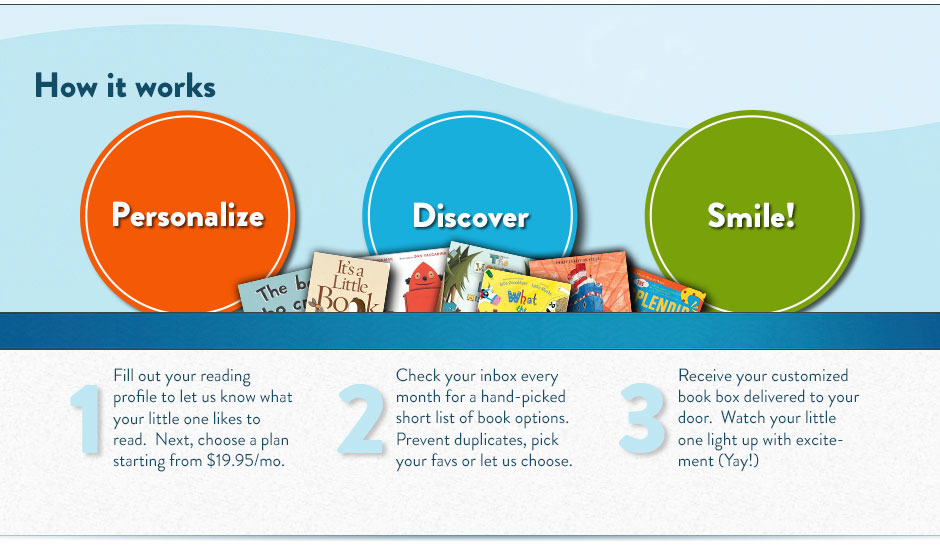 How it works
Personalize
Discover
Smile!
It's a
Little
Book
The
What
SPLENDID
1
Fill out your reading
profile to let us know what
your little one likes to
read.  Next, choose a plan
starting from $19.95/mo.
2
Check your inbox every
month for a hand-picked
short list of book options.
Prevent duplicates, pick
your favs or let us choose.
3
Receive your customized
book box delivered to your
door.  Watch your little
one light up with excite-
ment (Yay!)